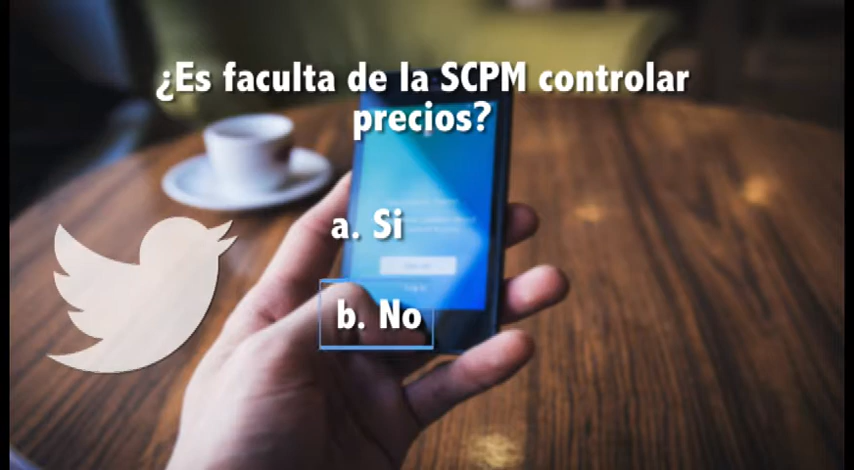 ¿Es faculta de la SCPM controlar
precios?
a. Si
b. No